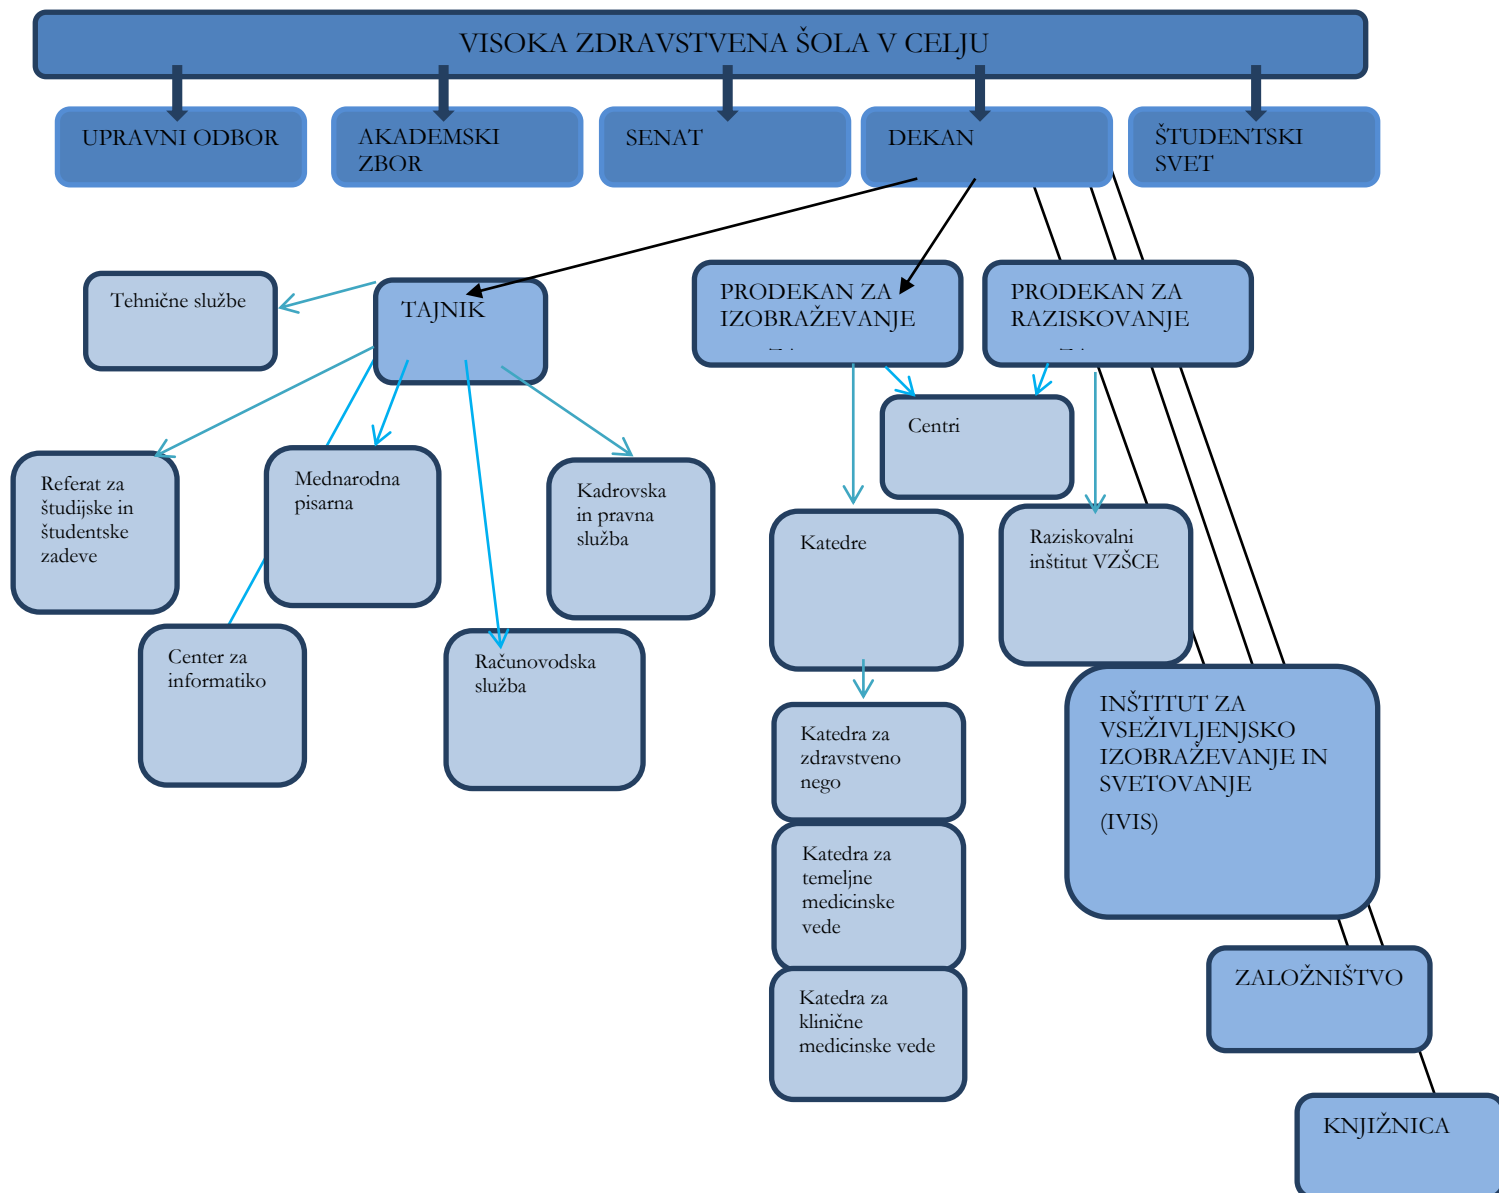 VISOKA ZDRAVSTVENA ŠOLA V CELJU
UPRAVNI ODBOR
AKADEMSKI
ZBOR
SENAT
DEKAN
ŠTUDENTSKI
SVET
Tehnične službe
TAJNIK
PRODEKAN ZA
IZOBRAŽEVANJE
PRODEKAN ZA
RAZISKOVANJE
Centri
Referat za
študijske in
študentske
zadeve
Mednarodna
pisarna
Kadrovska
in pravna
služba
Katedre
Raziskovalni
inštitut VZŠCE
Center za
informatiko
Računovodska
služba
INŠTITUT ZA
VSEŽIVLJENJSKO
IZOBRAŽEVANJE IN
SVETOVANJE
(IVIS)
Katedra za
zdravstveno
nego
Katedra za
temeljne
medicinske
vede
Katedra za
klinične
medicinske vede
ZALOŽNIŠTVO
KNJIŽNICA